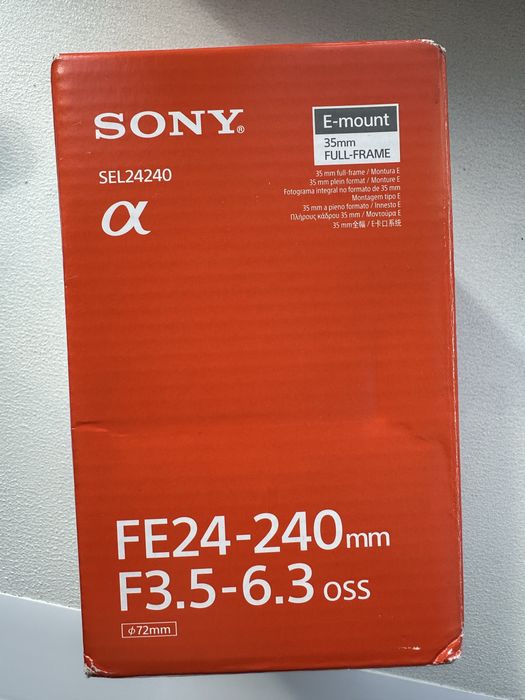 SONY®
E-mount
35mm
FULL-FRAME
SEL24240
α
35 mm full-frame / Montura E
35 mm plein format / Monture E
Fotograma integral no formato de 35 mm
Montagem tipo E
35 mm a pieno formato / Innesto E
Πλήρους κάδρου 35 mm / Μοντούρα E
35 mm全幅 / E卡口系统
FE24-240mm
F3.5-6.3 OSS
φ72mm